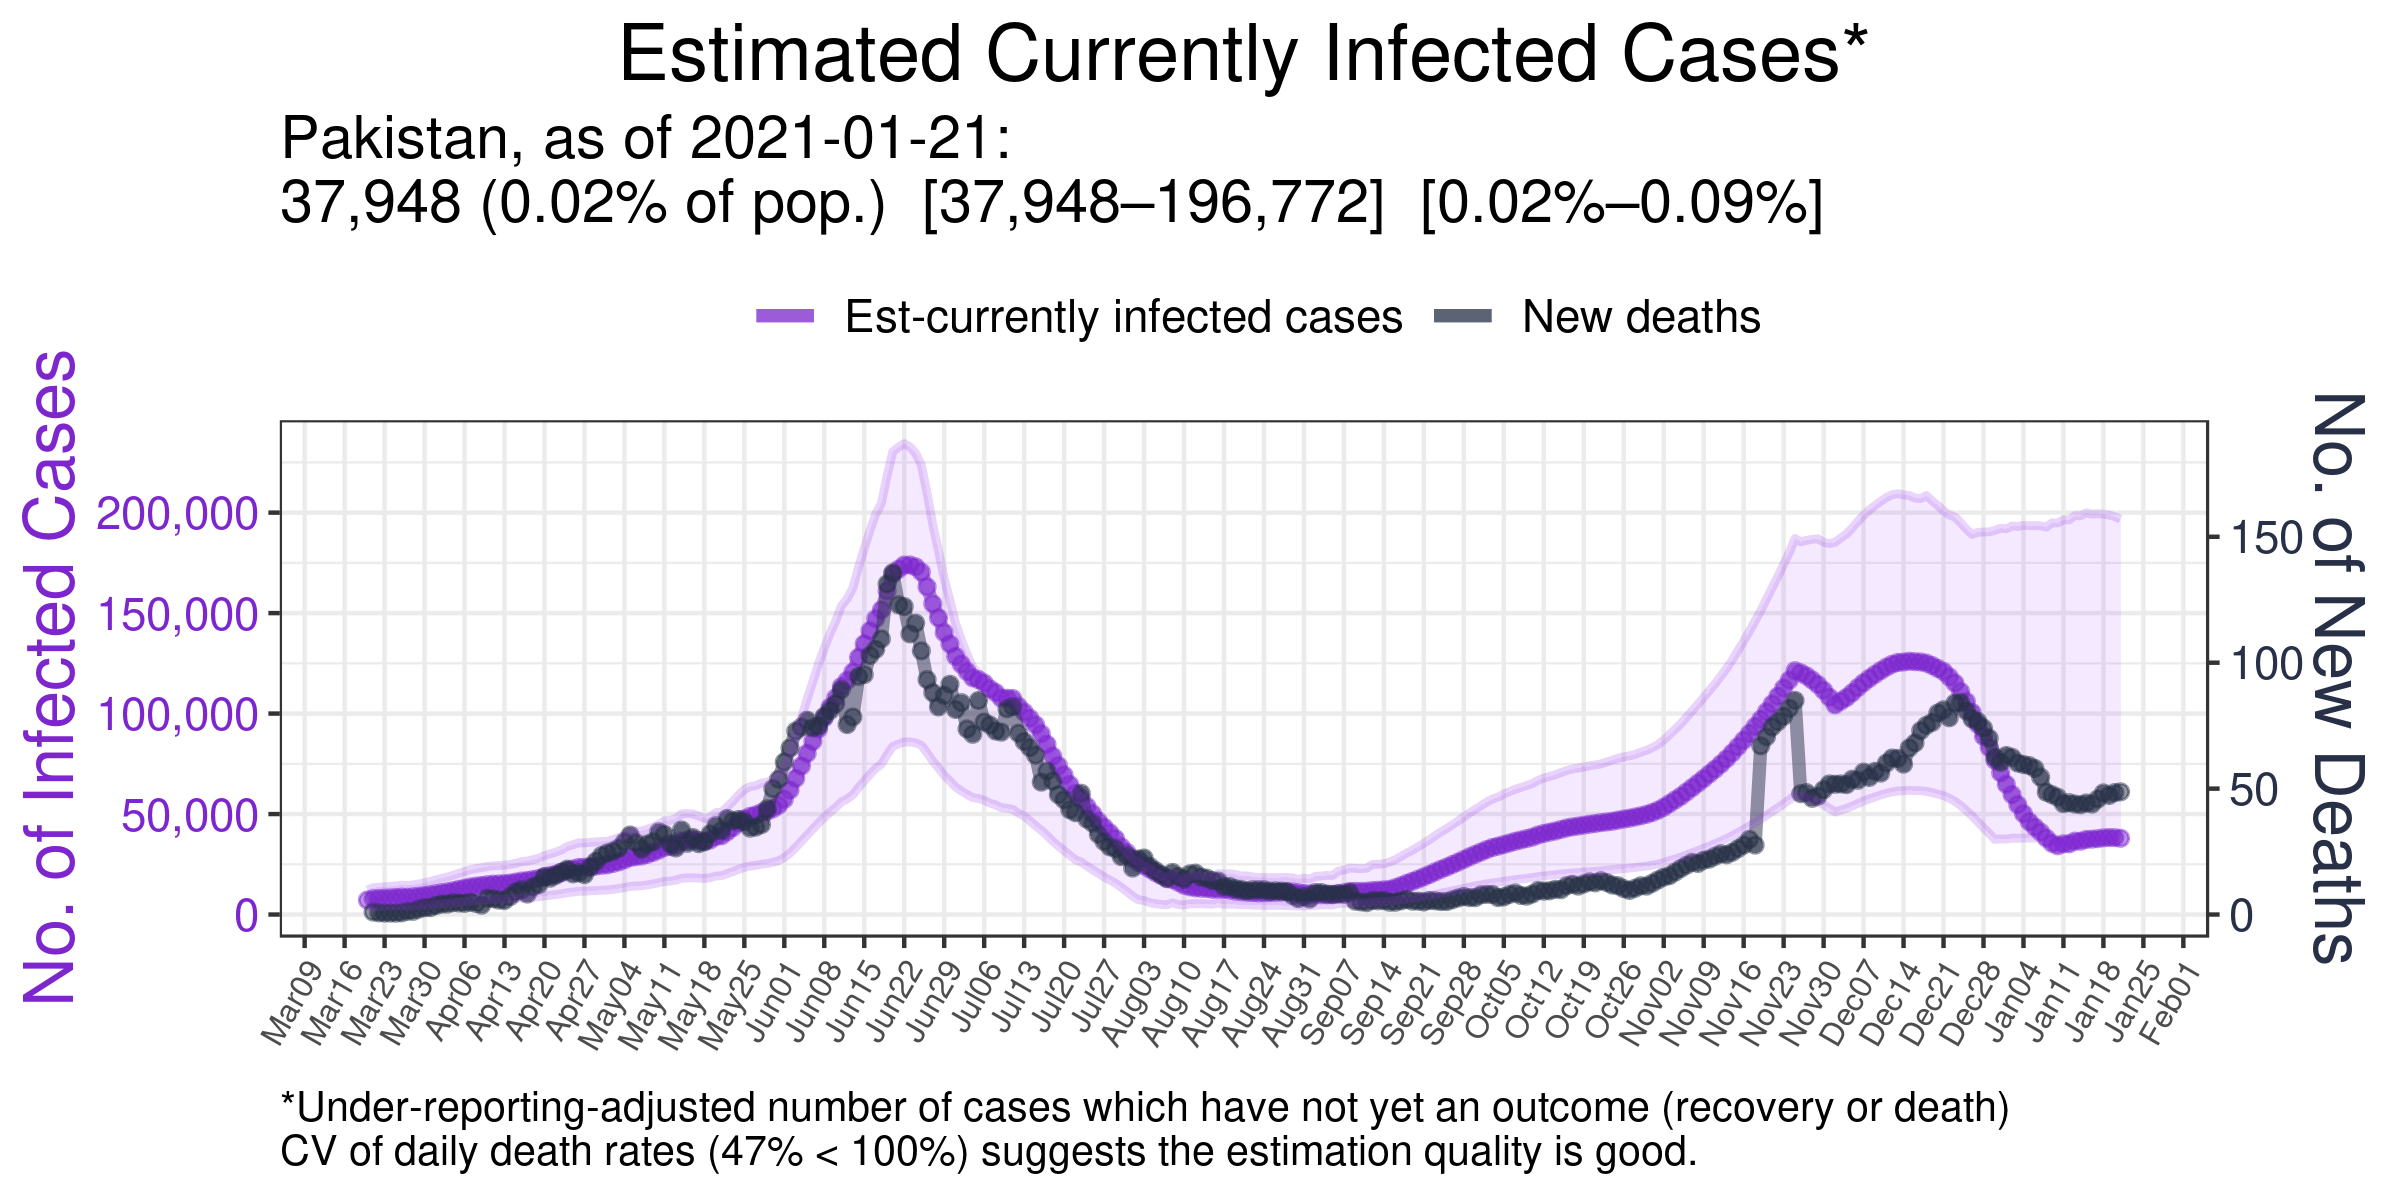 Estimated Currently Infected Cases*
Pakistan, as of 2021-01-21:
37,948 (0.02% of pop.)  [37,948–196,772]  [0.02%–0.09%]
Est-currently infected cases
New deaths
No. of Infected Cases
200,000
150,000
100,000
50,000
0
No. of New Deaths
150
100
50
0
Mar09
Mar16
Mar23
Mar30
Apr06
Apr13
Apr20
Apr27
May04
May11
May18
May25
Jun01
Jun08
Jun15
Jun22
Jun29
Jul06
Jul13
Jul20
Jul27
Aug03
Aug10
Aug17
Aug24
Aug31
Sep07
Sep14
Sep21
Sep28
Oct05
Oct12
Oct19
Oct26
Nov02
Nov09
Nov16
Nov23
Nov30
Dec07
Dec14
Dec21
Dec28
Jan04
Jan11
Jan18
Jan25
Feb01
*Under-reporting-adjusted number of cases which have not yet an outcome (recovery or death)
CV of daily death rates (47% < 100%) suggests the estimation quality is good.